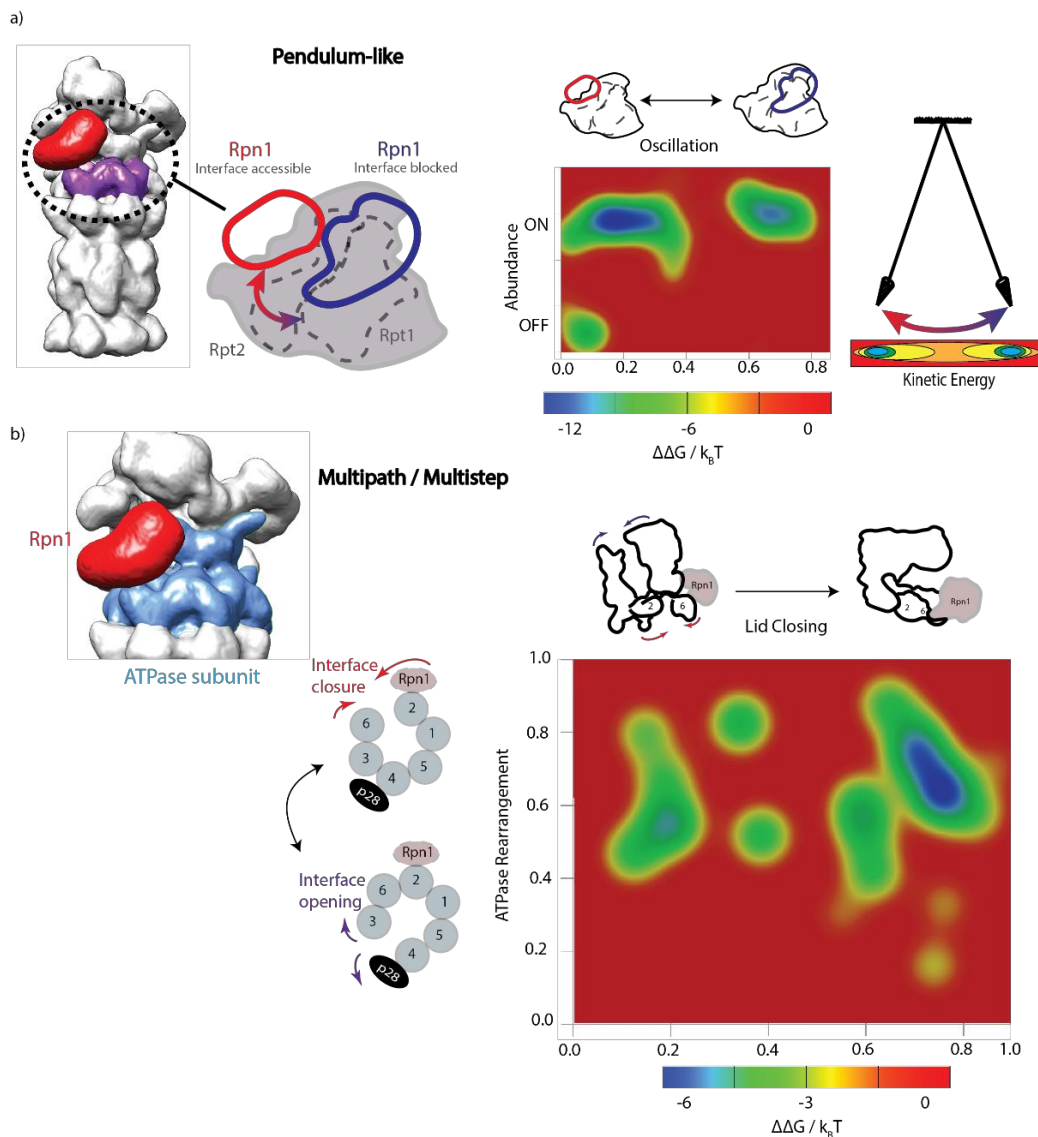 a)
Pendulum-like
Rpn1
Interface accessible
Rpn1
Interface blocked
Rpt2
Rpt1
Oscillation
Abundance
ON
OFF
0.0 0.2 0.4 0.6 0.8
-12 -6 0
ΔΔG / k_BT
Kinetic Energy
b)
Multipath / Multistep
Rpn1
ATPase subunit
Interface
closure
Rpn1
6 2
3 1
4 5
p28
Interface
opening
Rpn1
6 2 1
3 5
4
p28
2 6 Rpn1
Lid Closing
2 6 Rpn1
ATPase Rearrangement
1.0
0.8
0.6
0.4
0.2
0.0
0.0 0.2 0.4 0.6 0.8 1.0
-6 -3 0
ΔΔG / k_BT